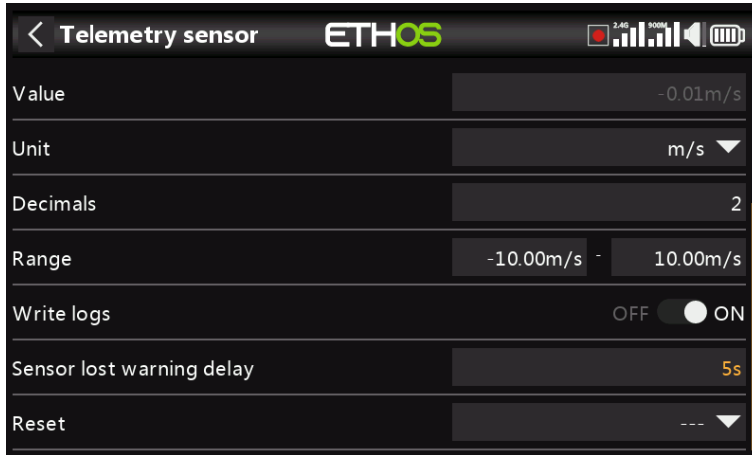 Telemetry sensor ETHOS 2.4G 900M
Value -0.01m/s
Unit m/s
Decimals 2
Range -10.00m/s - 10.00m/s
Write logs OFF ON
Sensor lost warning delay 5s
Reset ---